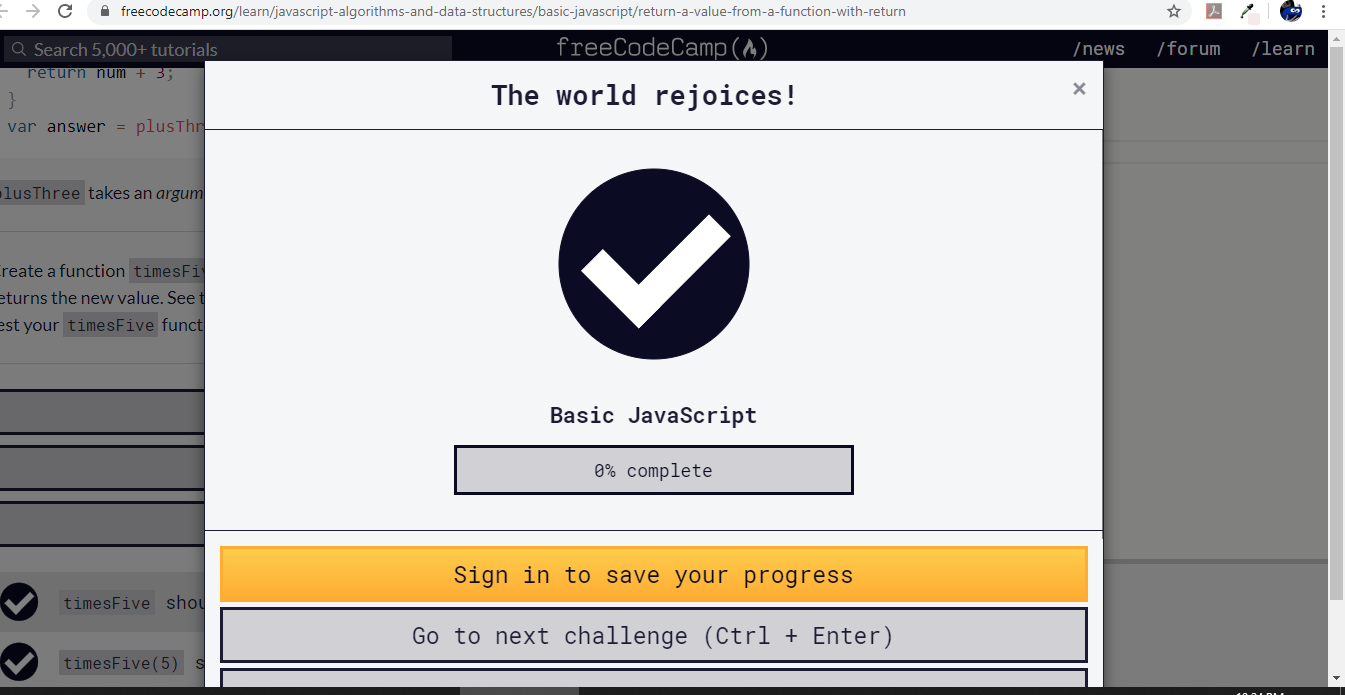 freecodecamp.org/learn/javascript-algorithms-and-data-structures/basic-javascript/return-a-value-from-a-function-with-return
Search 5,000+ tutorials
freeCodeCamp
/news
/forum
/learn
return num + 3;
}
var answer = plusThr
The world rejoices!
×
plusThree takes an argum
reate a function timesFiv
eturns the new value. See t
est your timesFive funct
Basic JavaScript
0% complete
Sign in to save your progress
Go to next challenge (Ctrl + Enter)
timesFive shou
timesFive(5) s